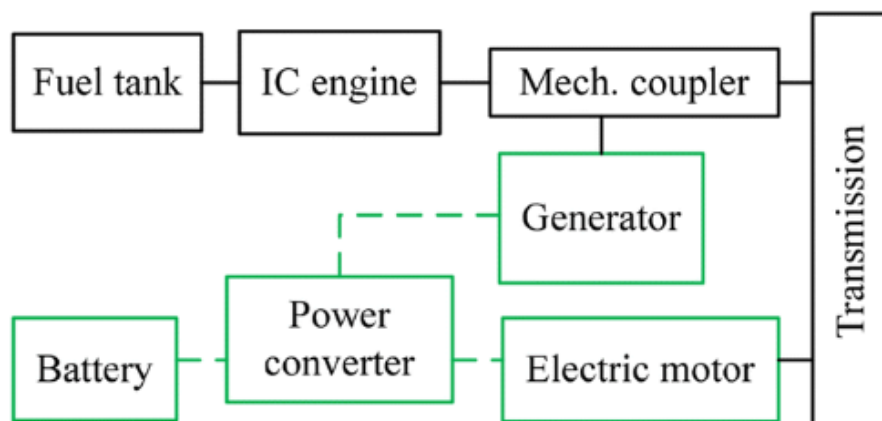 Fuel tank
IC engine
Mech. coupler
Transmission
Generator
Power
converter
Battery
Electric motor